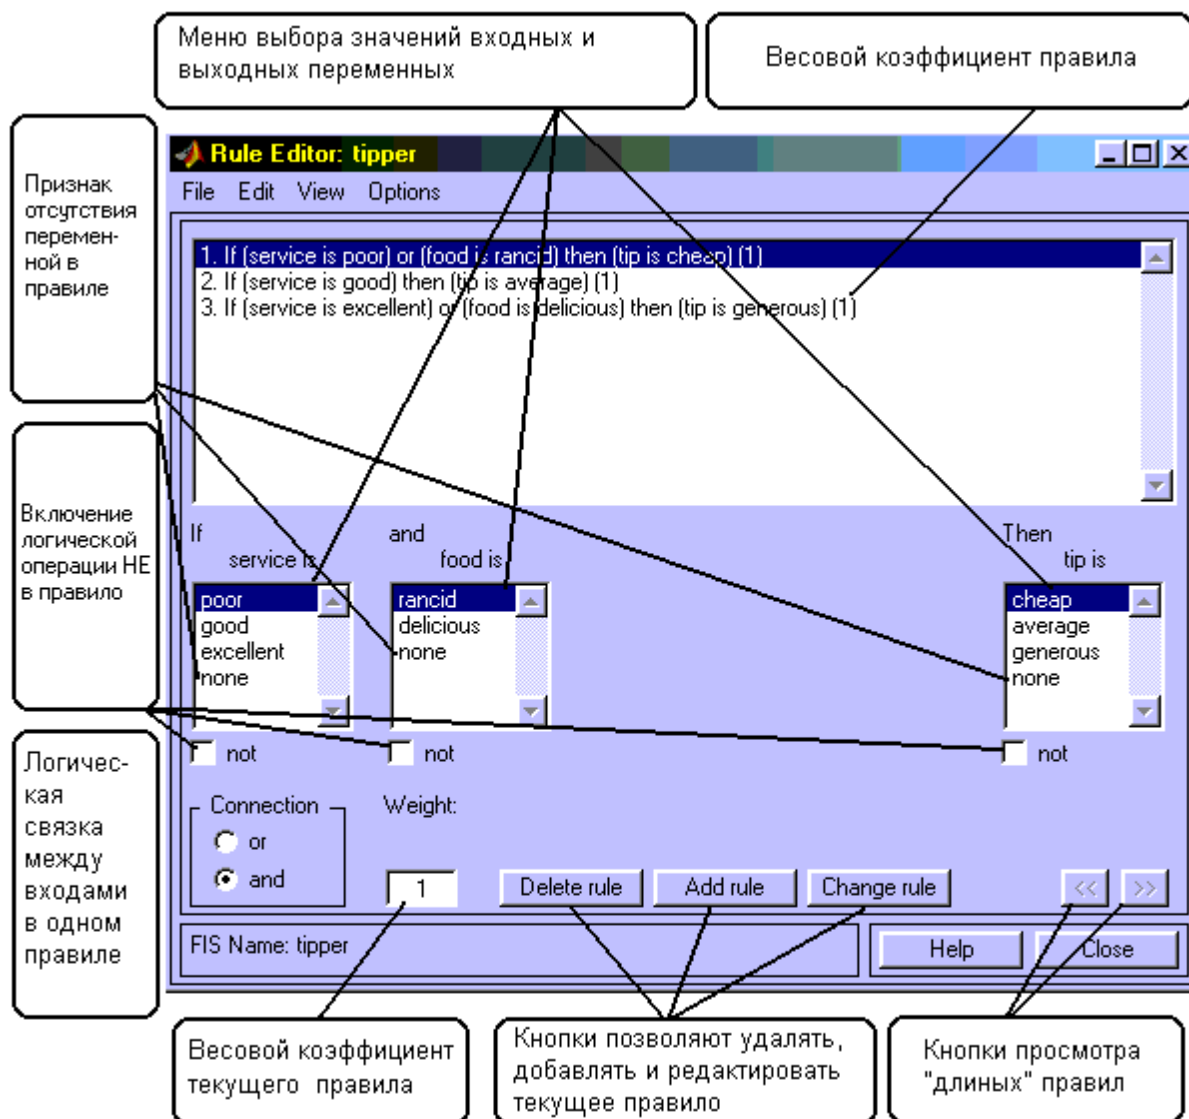 Меню выбора значений входных и
выходных переменных
Весовой коэффициент правила
Признак
отсутствия
перемен-
ной в
правиле
Rule Editor: tipper
File Edit View Options
1. If (service is poor) or (food is rancid) then (tip is cheap) (1)
2. If (service is good) then (tip is average) (1)
3. If (service is excellent) or (food is delicious) then (tip is generous) (1)
Включение
логической
операции НЕ
в правило
If and Then
service is food is tip is
poor rancid cheap
good delicious average
excellent none generous
none none
not not not
Логичес-
кая
связка
между
входами
в одном
правиле
Connection Weight:
or
and 1 Delete rule Add rule Change rule << >>
FIS Name: tipper Help Close
Весовой коэффициент
текущего правила
Кнопки позволяют удалять,
добавлять и редактировать
текущее правило
Кнопки просмотра
"длиных" правил